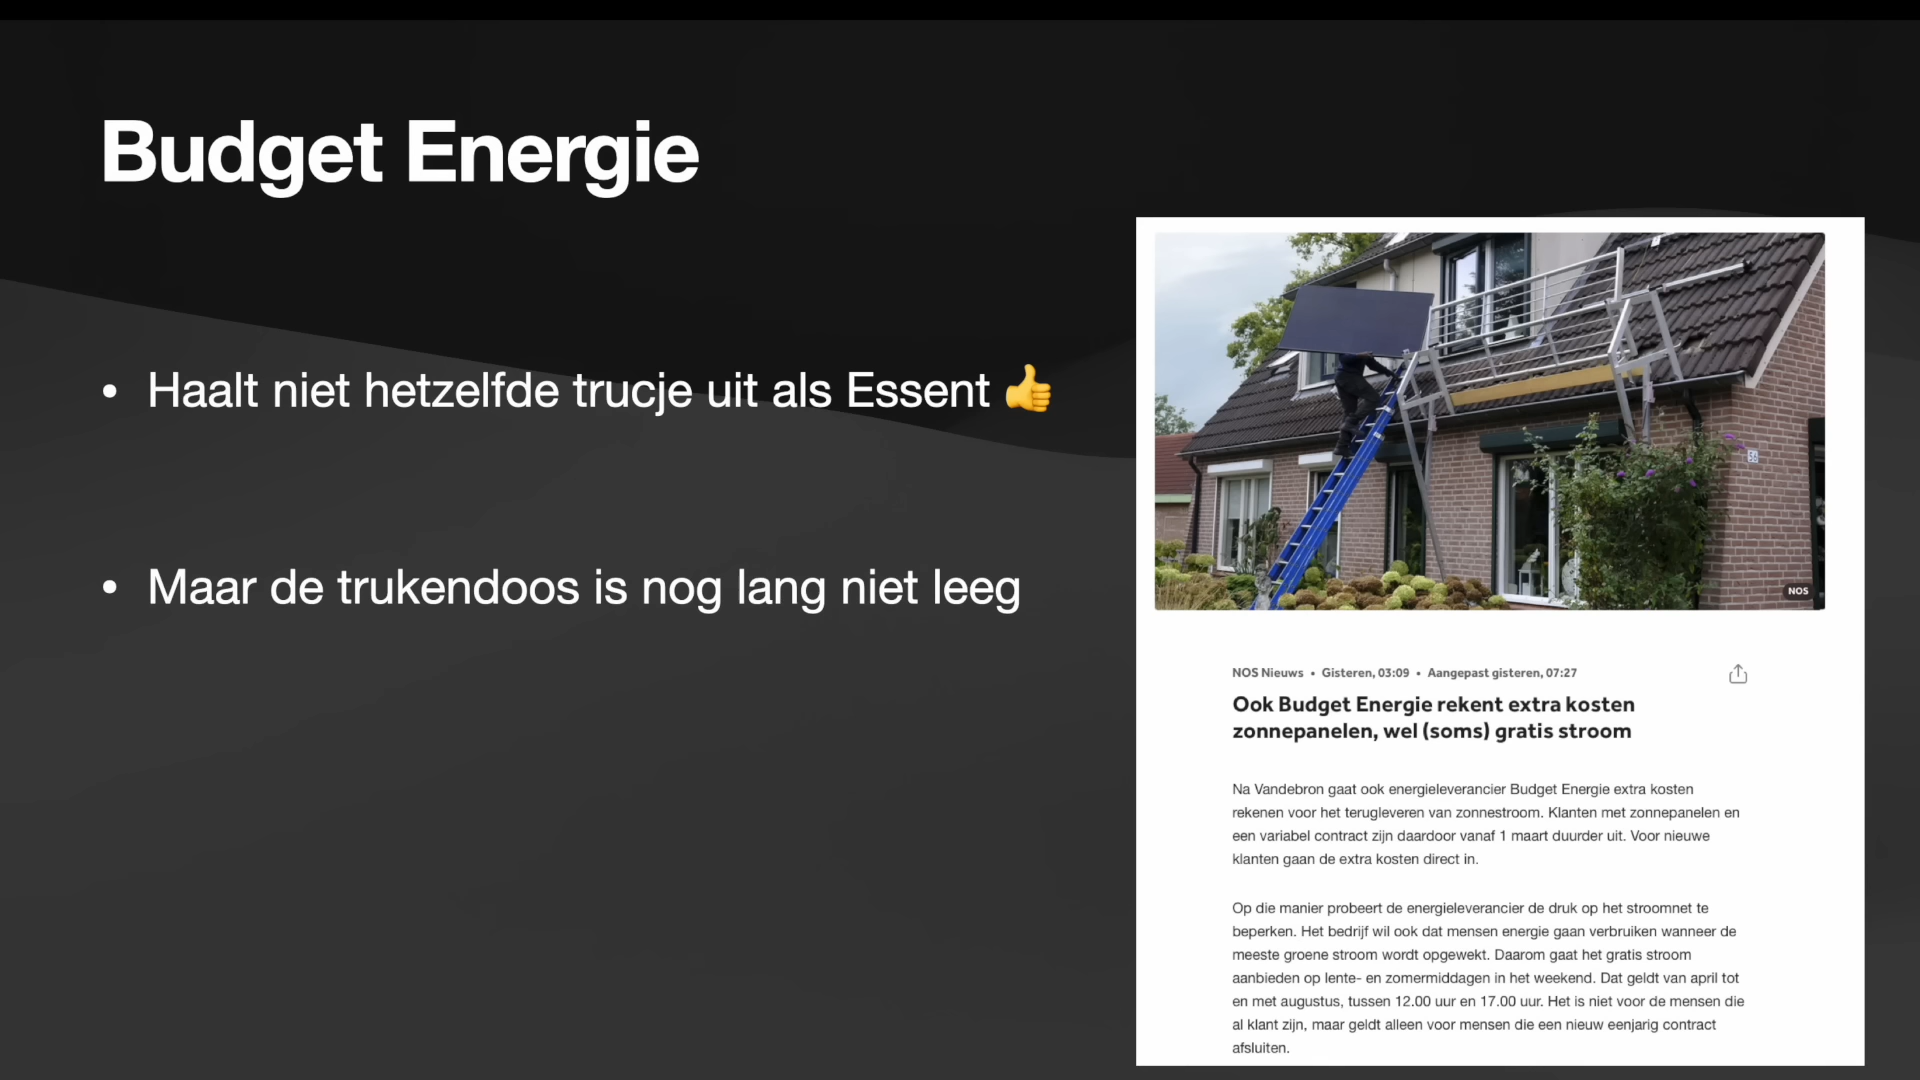 Budget Energie
• Haalt niet hetzelfde trucje uit als Essent 👍
• Maar de trukendoos is nog lang niet leeg
56
NOS
NOS Nieuws • Gisteren, 03:09 • Aangepast gisteren, 07:27
Ook Budget Energie rekent extra kosten
zonnepanelen, wel (soms) gratis stroom
Na Vandebron gaat ook energieleverancier Budget Energie extra kosten
rekenen voor het terugleveren van zonnestroom. Klanten met zonnepanelen en
een variabel contract zijn daardoor vanaf 1 maart duurder uit. Voor nieuwe
klanten gaan de extra kosten direct in.
Op die manier probeert de energieleverancier de druk op het stroomnet te
beperken. Het bedrijf wil ook dat mensen energie gaan verbruiken wanneer de
meeste groene stroom wordt opgewekt. Daarom gaat het gratis stroom
aanbieden op lente- en zomermiddagen in het weekend. Dat geldt van april tot
en met augustus, tussen 12.00 uur en 17.00 uur. Het is niet voor de mensen die
al klant zijn, maar geldt alleen voor mensen die een nieuw eenjarig contract
afsluiten.